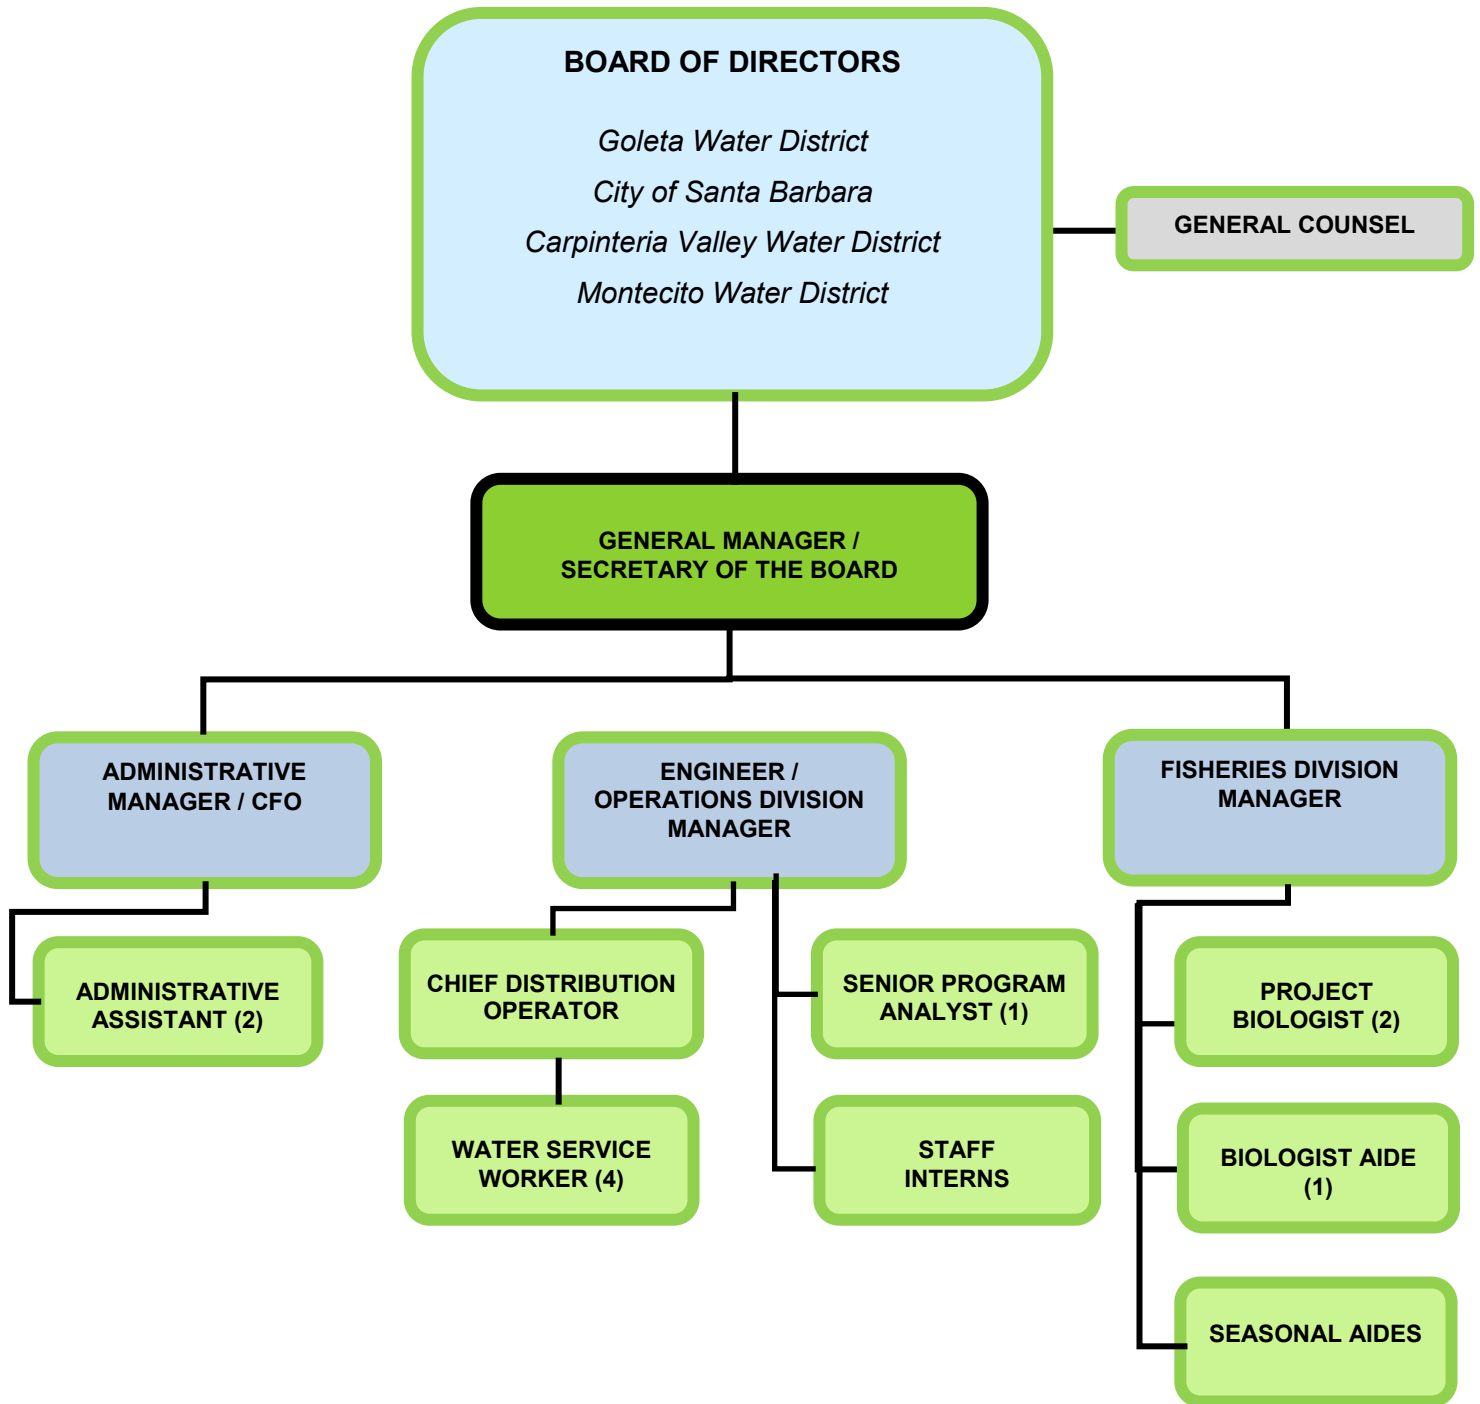 BOARD OF DIRECTORS
Goleta Water District
City of Santa Barbara
Carpinteria Valley Water District
Montecito Water District
GENERAL COUNSEL
GENERAL MANAGER /
SECRETARY OF THE BOARD
ADMINISTRATIVE
MANAGER / CFO
ENGINEER /
OPERATIONS DIVISION
MANAGER
FISHERIES DIVISION
MANAGER
ADMINISTRATIVE
ASSISTANT (2)
CHIEF DISTRIBUTION
OPERATOR
SENIOR PROGRAM
ANALYST (1)
PROJECT
BIOLOGIST (2)
WATER SERVICE
WORKER (4)
STAFF
INTERNS
BIOLOGIST AIDE
(1)
SEASONAL AIDES